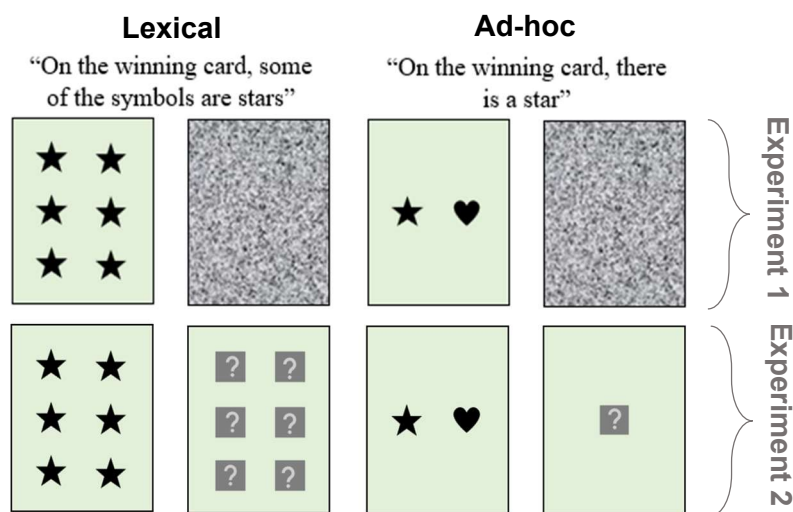 Lexical
Ad-hoc
“On the winning card, some
of the symbols are stars”
“On the winning card, there
is a star”
Experiment 1
? ?
? ?
? ?
?
Experiment 2